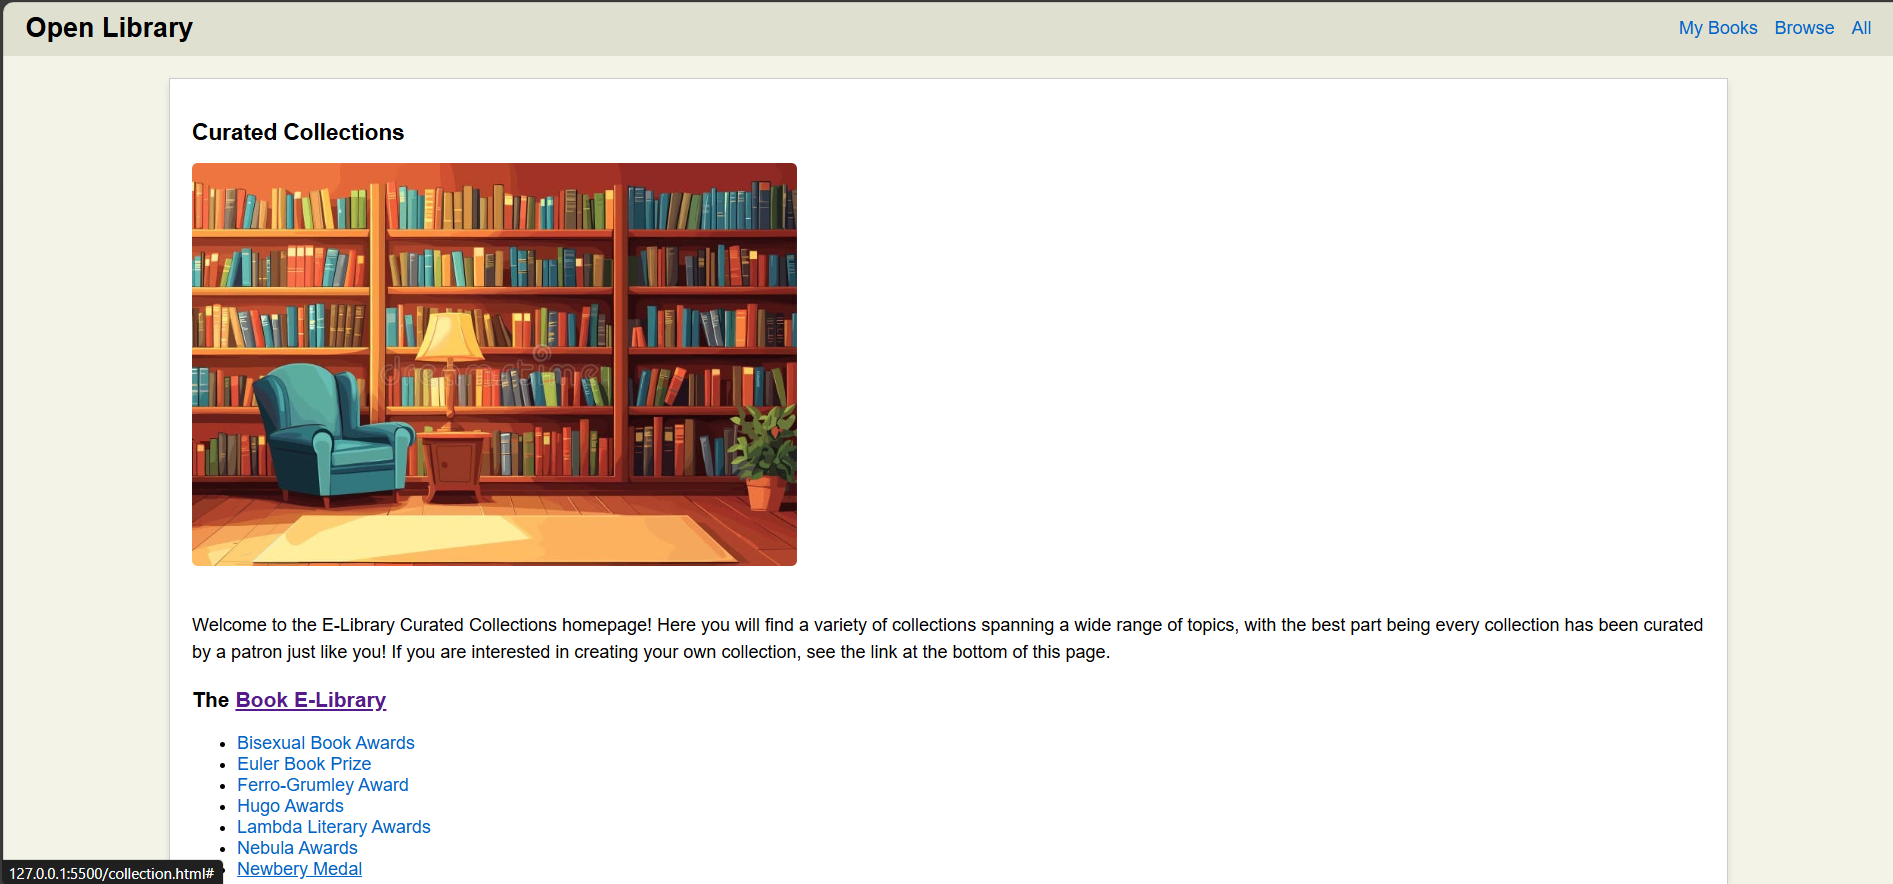 Open Library
My Books Browse All
Curated Collections
dreamstime
Welcome to the E-Library Curated Collections homepage! Here you will find a variety of collections spanning a wide range of topics, with the best part being every collection has been curated
by a patron just like you! If you are interested in creating your own collection, see the link at the bottom of this page.
The Book E-Library
Bisexual Book Awards
Euler Book Prize
Ferro-Grumley Award
Hugo Awards
Lambda Literary Awards
Nebula Awards
Newbery Medal
127.0.0.1:5500/collection.html#